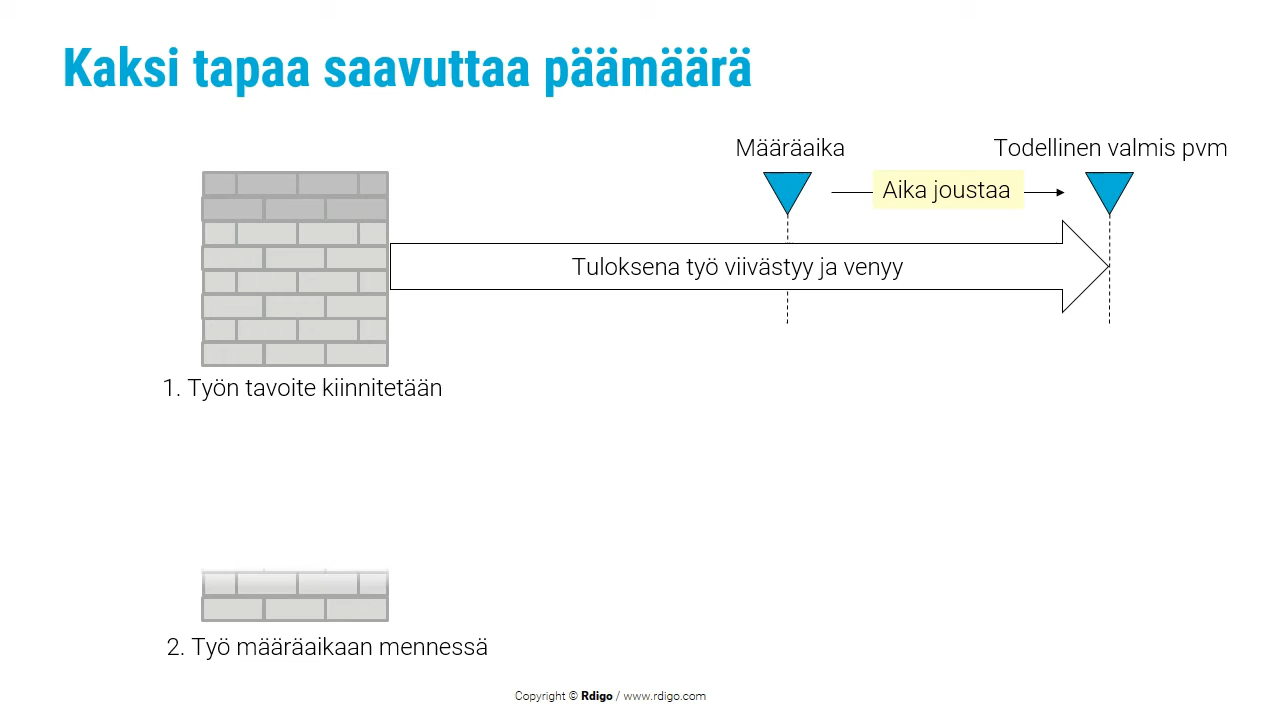 Kaksi tapaa saavuttaa päämäärä
Määräaika
Todellinen valmis pvm
Aika joustaa
Tuloksena työ viivästyy ja venyy
1. Työn tavoite kiinnitetään
2. Työ määräaikaan mennessä
Copyright © Rdigo / www.rdigo.com